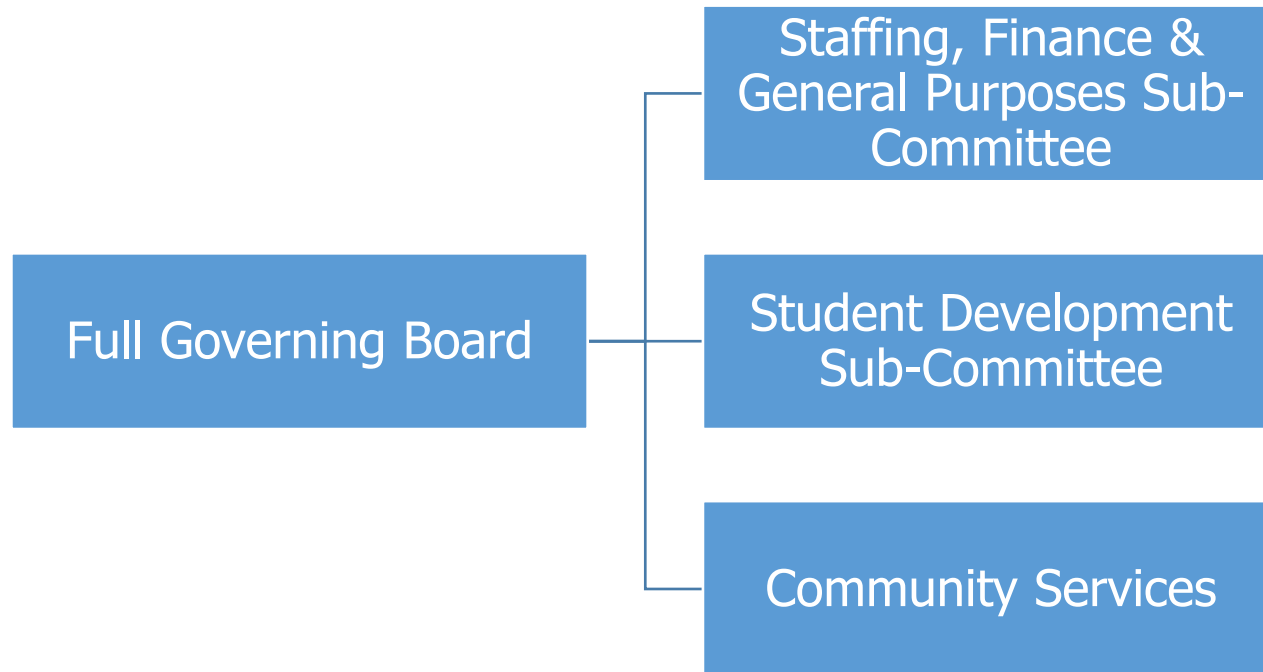 Full Governing Board
Staffing, Finance &
General Purposes Sub-
Committee
Student Development
Sub-Committee
Community Services